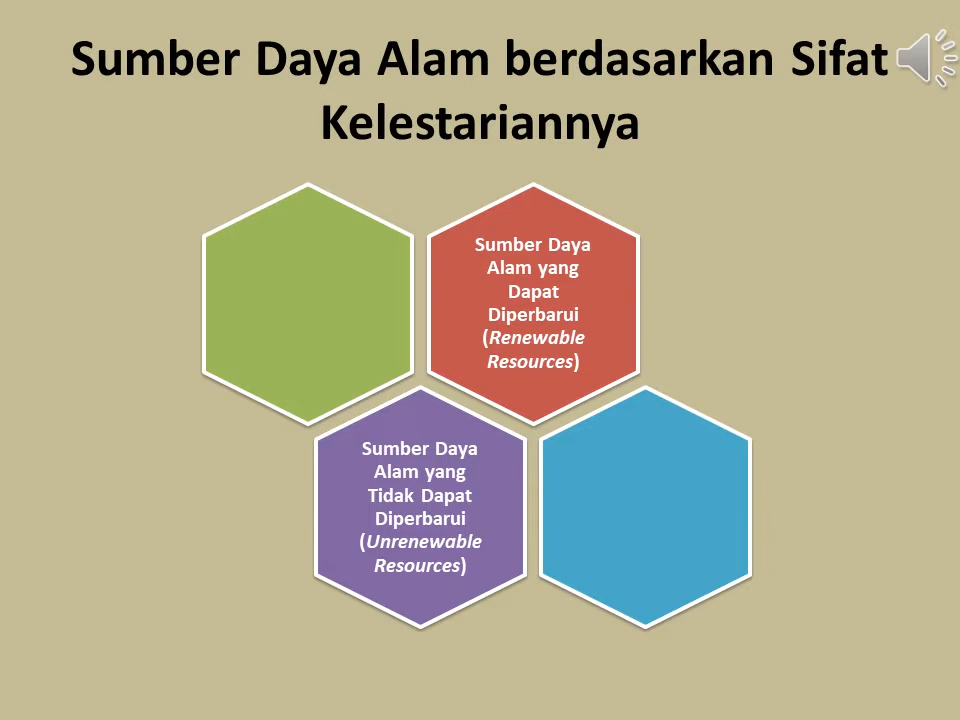 Sumber Daya Alam berdasarkan Sifat
Kelestariannya
Sumber Daya
Alam yang
Dapat
Diperbarui
(Renewable
Resources)
Sumber Daya
Alam yang
Tidak Dapat
Diperbarui
(Unrenewable
Resources)